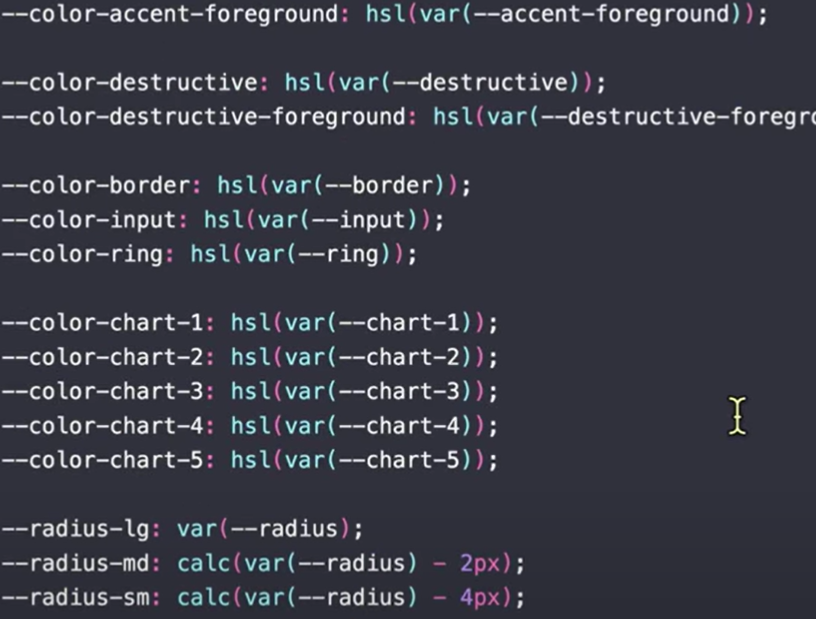 --color-accent-foreground: hsl(var(--accent-foreground));
--color-destructive: hsl(var(--destructive));
--color-destructive-foreground: hsl(var(--destructive-foregro
--color-border: hsl(var(--border));
--color-input: hsl(var(--input));
--color-ring: hsl(var(--ring));
--color-chart-1: hsl(var(--chart-1));
--color-chart-2: hsl(var(--chart-2));
--color-chart-3: hsl(var(--chart-3));
--color-chart-4: hsl(var(--chart-4));
--color-chart-5: hsl(var(--chart-5));
--radius-lg: var(--radius);
--radius-md: calc(var(--radius) - 2px);
--radius-sm: calc(var(--radius) - 4px);